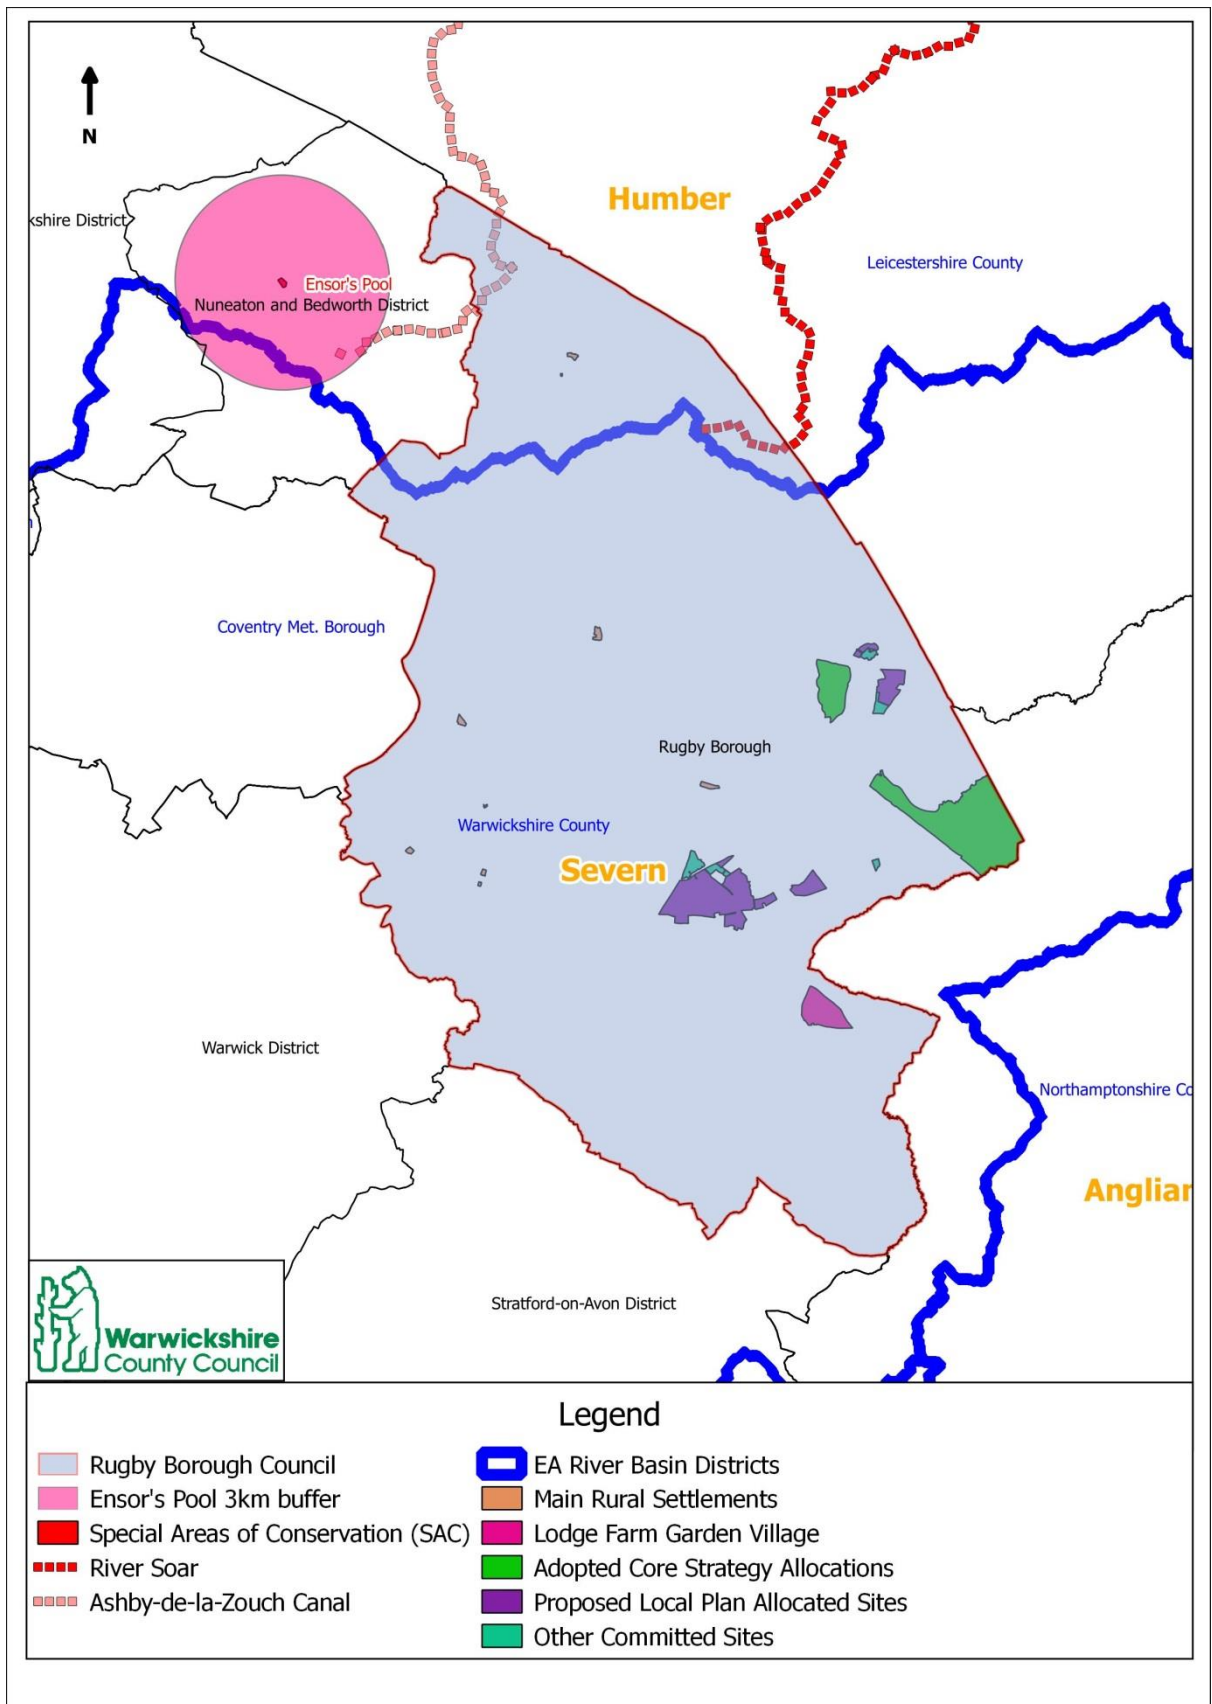 N
Humber
kshire District
Leicestershire County
Ensor's Pool
Nuneaton and Bedworth District
Coventry Met. Borough
Rugby Borough
Warwickshire County
Severn
Warwick District
Northamptonshire Co
Anglian
Stratford-on-Avon District
Warwickshire
County Council
Legend
Rugby Borough Council
Ensor's Pool 3km buffer
Special Areas of Conservation (SAC)
River Soar
Ashby-de-la-Zouch Canal
EA River Basin Districts
Main Rural Settlements
Lodge Farm Garden Village
Adopted Core Strategy Allocations
Proposed Local Plan Allocated Sites
Other Committed Sites